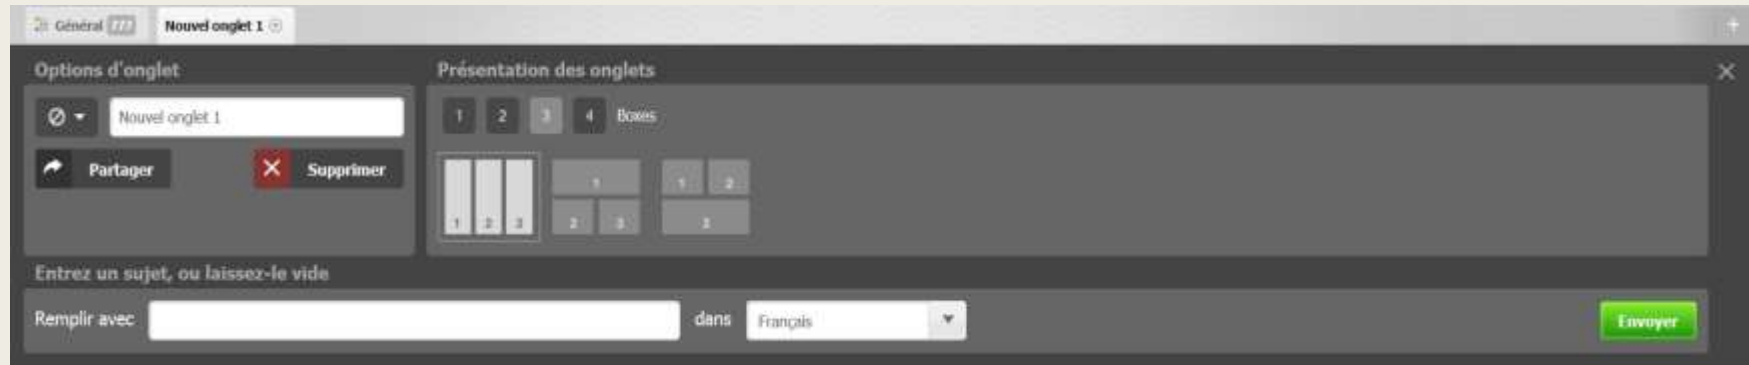 Général 777
Nouvel onglet 1
Options d'onglet
Nouvel onglet 1
Partager
Supprimer
Présentation des onglets
1 2 3 4 Boxes
1 2 3
1
2 3
1 2
3
Entrez un sujet, ou laissez-le vide
Remplir avec
dans
Français
Envoyer